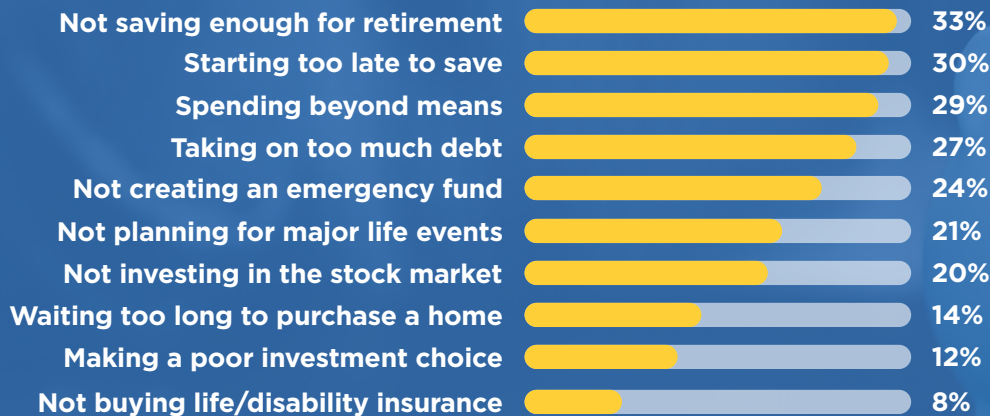 Not saving enough for retirement 33%
Starting too late to save 30%
Spending beyond means 29%
Taking on too much debt 27%
Not creating an emergency fund 24%
Not planning for major life events 21%
Not investing in the stock market 20%
Waiting too long to purchase a home 14%
Making a poor investment choice 12%
Not buying life/disability insurance 8%